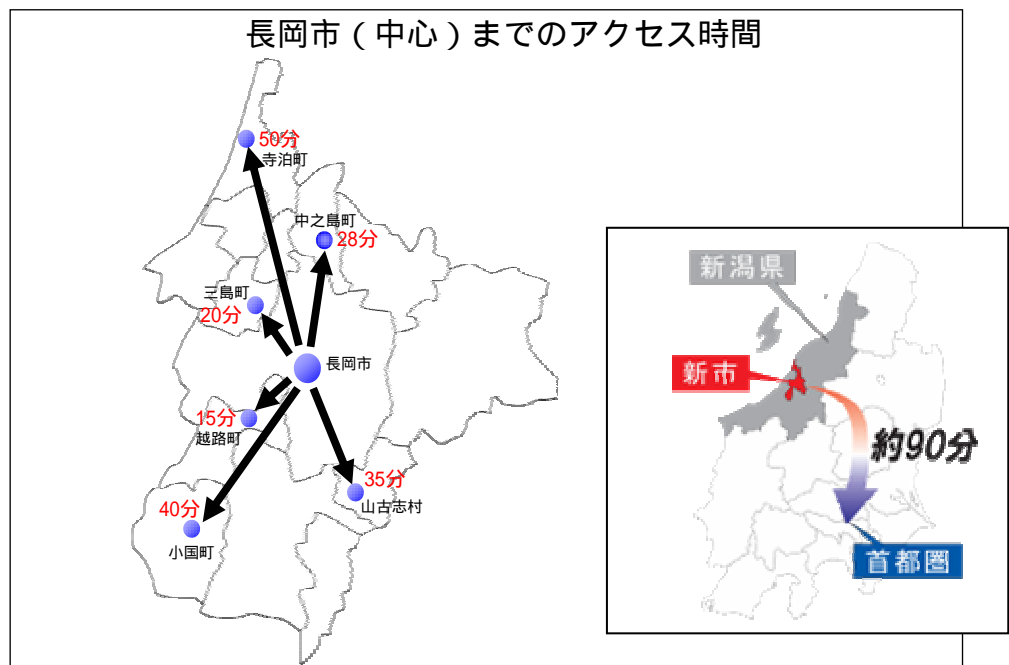 長岡市（中心）までのアクセス時間
50分
寺泊町
中之島町
28分
三島町
20分
長岡市
15分
越路町
35分
山古志村
40分
小国町
新潟県
新市
約90分
首都圏